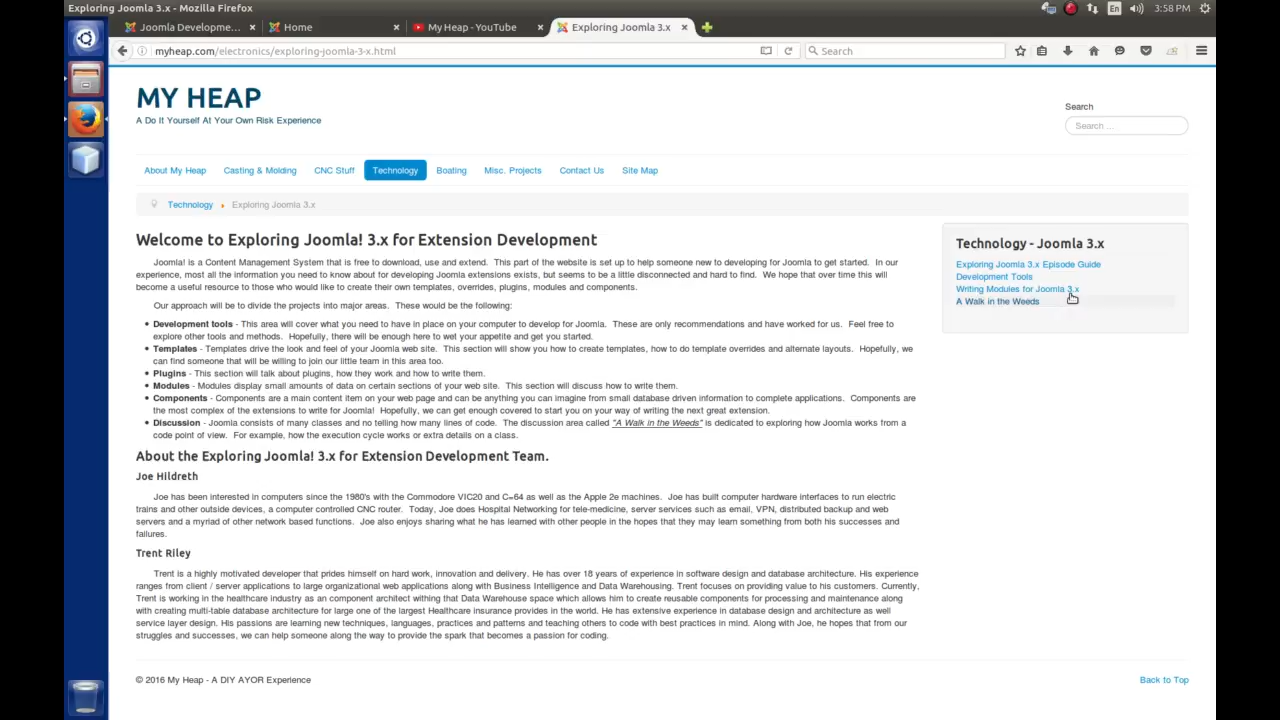 Exploring Joomla 3.x - Mozilla Firefox
En
3:58 PM
Joomla Developme...
Home
My Heap - YouTube
Exploring Joomla 3.x
myheap.com/electronics/exploring-joomla-3-x.html
Search
MY HEAP
A Do It Yourself At Your Own Risk Experience
Search
Search ...
About My Heap
Casting & Molding
CNC Stuff
Technology
Boating
Misc. Projects
Contact Us
Site Map
Technology
Exploring Joomla 3.x
Welcome to Exploring Joomla! 3.x for Extension Development
Joomla! is a Content Management System that is free to download, use and extend. This part of the website is set up to help someone new to developing for Joomla to get started. In our
experience, most all the information you need to know about for developing Joomla extensions exists, but seems to be a little disconnected and hard to find. We hope that over time this will
become a useful resource to those who would like to create their own templates, overrides, plugins, modules and components.
Our approach will be to divide the projects into major areas. These would be the following:
• Development tools - This area will cover what you need to have in place on your computer to develop for Joomla. These are only recommendations and have worked for us. Feel free to
explore other tools and methods. Hopefully, there will be enough here to wet your appetite and get you started.
• Templates - Templates drive the look and feel of your Joomla web site. This section will show you how to create templates, how to do template overrides and alternate layouts. Hopefully, we
can find someone that will be willing to join our little team in this area too.
• Plugins - This section will talk about plugins, how they work and how to write them.
• Modules - Modules display small amounts of data on certain sections of your web site. This section will discuss how to write them.
• Components - Components are a main content item on your web page and can be anything you can imagine from small database driven information to complete applications. Components are
the most complex of the extensions to write for Joomla! Hopefully, we can get enough covered to start you on your way of writing the next great extension.
• Discussion - Joomla consists of many classes and no telling how many lines of code. The discussion area called "A Walk in the Weeds" is dedicated to exploring how Joomla works from a
code point of view. For example, how the execution cycle works or extra details on a class.
About the Exploring Joomla! 3.x for Extension Development Team.
Joe Hildreth
Joe has been interested in computers since the 1980's with the Commodore VIC20 and C=64 as well as the Apple 2e machines. Joe has built computer hardware interfaces to run electric
trains and other outside devices, a computer controlled CNC router. Today, Joe does Hospital Networking for tele-medicine, server services such as email, VPN, distributed backup and web
servers and a myriad of other network based functions. Joe also enjoys sharing what he has learned with other people in the hopes that they may learn something from both his successes and
failures.
Trent Riley
Trent is a highly motivated developer that prides himself on hard work, innovation and delivery. He has over 18 years of experience in software design and database architecture. His experience
ranges from client / server applications to large organizational web applications along with Business Intelligence and Data Warehousing. Trent focuses on providing value to his customers. Currently,
Trent is working in the healthcare industry as an component architect withing that Data Warehouse space which allows him to create reusable components for processing and maintenance along
with creating multi-table database architecture for large one of the largest Healthcare insurance provides in the world. He has extensive experience in database design and architecture as well
service layer design. His passions are learning new techniques, languages, practices and patterns and teaching others to code with best practices in mind. Along with Joe, he hopes that from our
struggles and successes, we can help someone along the way to provide the spark that becomes a passion for coding.
Technology - Joomla 3.x
Exploring Joomla 3.x Episode Guide
Development Tools
Writing Modules for Joomla 3.x
A Walk in the Weeds
© 2016 My Heap - A DIY AYOR Experience
Back to Top